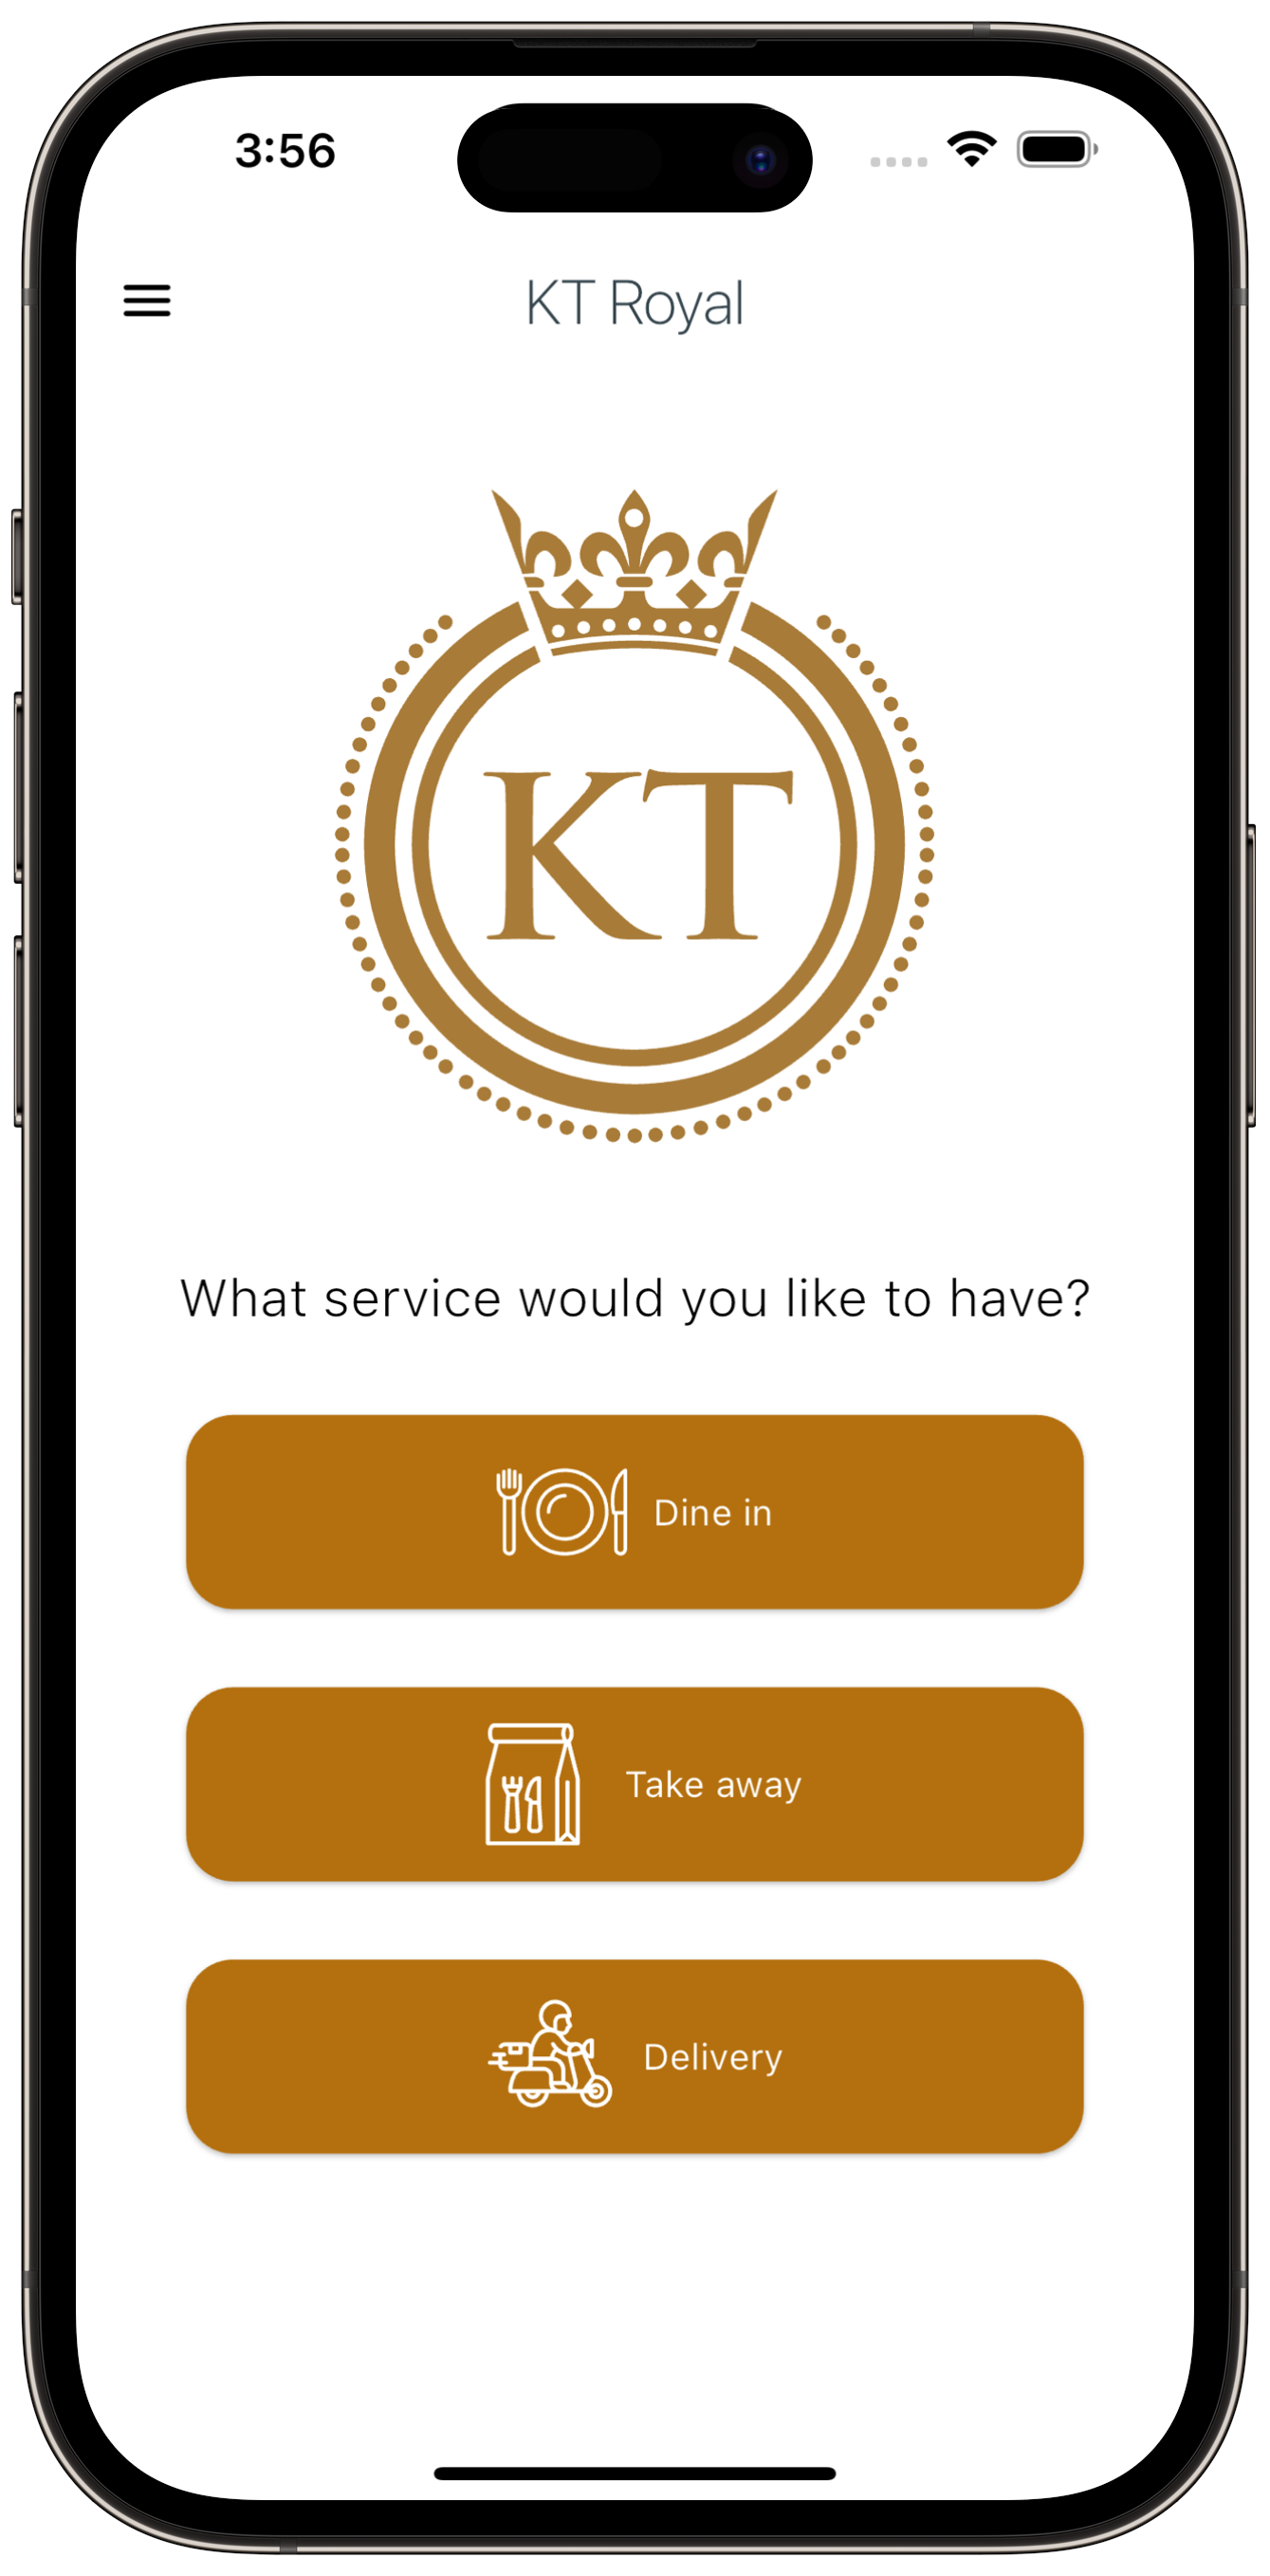 3:56
KT Royal
KT
What service would you like to have?
Dine in
Take away
Delivery